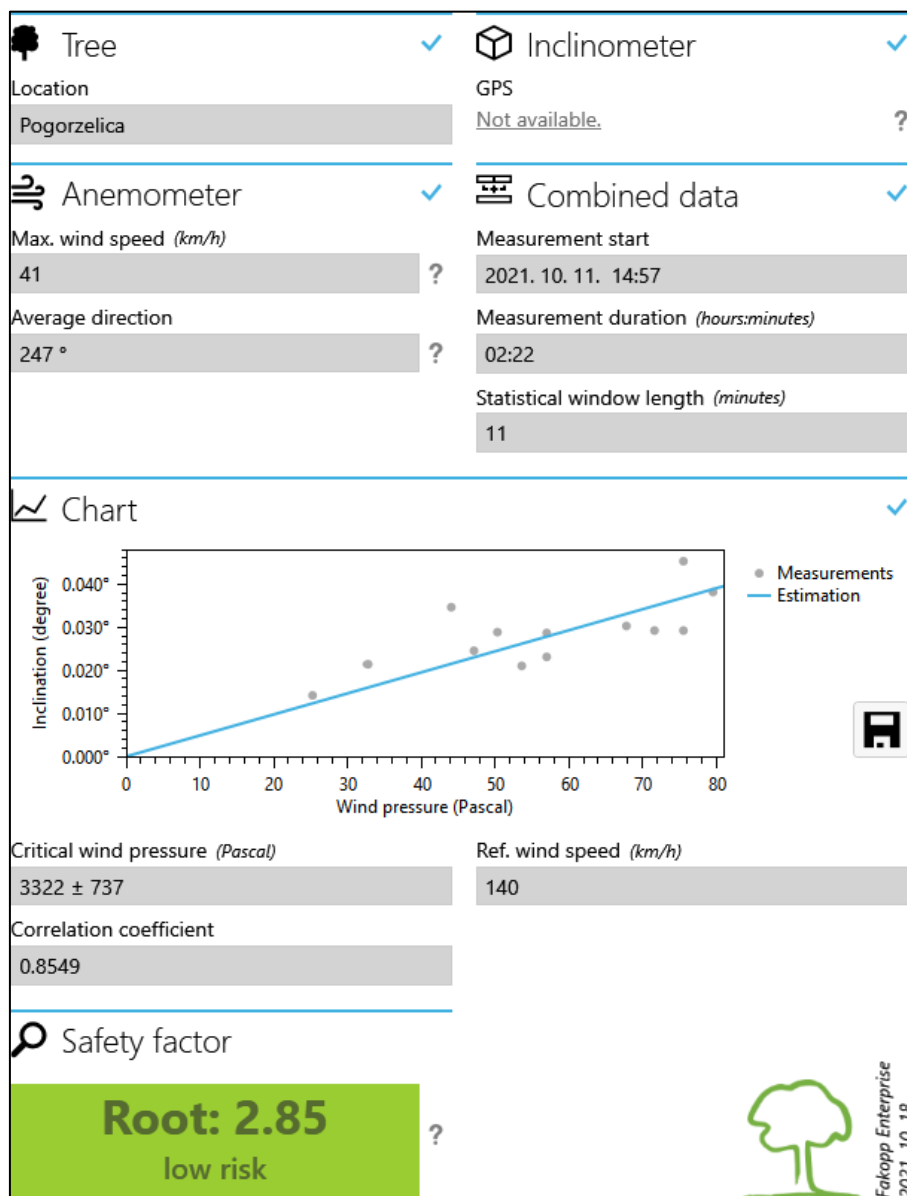 Tree
Location
Pogorzelica
Inclinometer
GPS
Not available.
?
Anemometer
Max. wind speed (km/h)
41
?
Average direction
247 °
?
Combined data
Measurement start
2021. 10. 11. 14:57
Measurement duration (hours:minutes)
02:22
Statistical window length (minutes)
11
Chart
Inclination (degree)
0.040°
0.030°
0.020°
0.010°
0.000°
0 10 20 30 40 50 60 70 80
Wind pressure (Pascal)
Measurements
Estimation
Critical wind pressure (Pascal)
3322 ± 737
Ref. wind speed (km/h)
140
Correlation coefficient
0.8549
Safety factor
Root: 2.85
low risk
?
Fakopp Enterprise
2021. 10. 18.